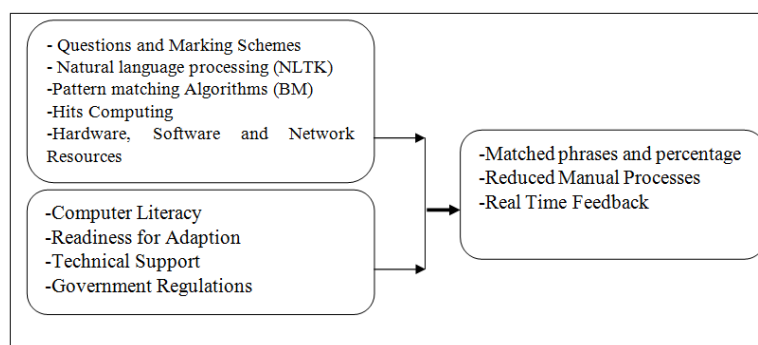 - Questions and Marking Schemes
- Natural language processing (NLTK)
-Pattern matching Algorithms (BM)
-Hits Computing
-Hardware, Software and Network
Resources
-Computer Literacy
-Readiness for Adaption
-Technical Support
-Government Regulations
-Matched phrases and percentage
-Reduced Manual Processes
-Real Time Feedback